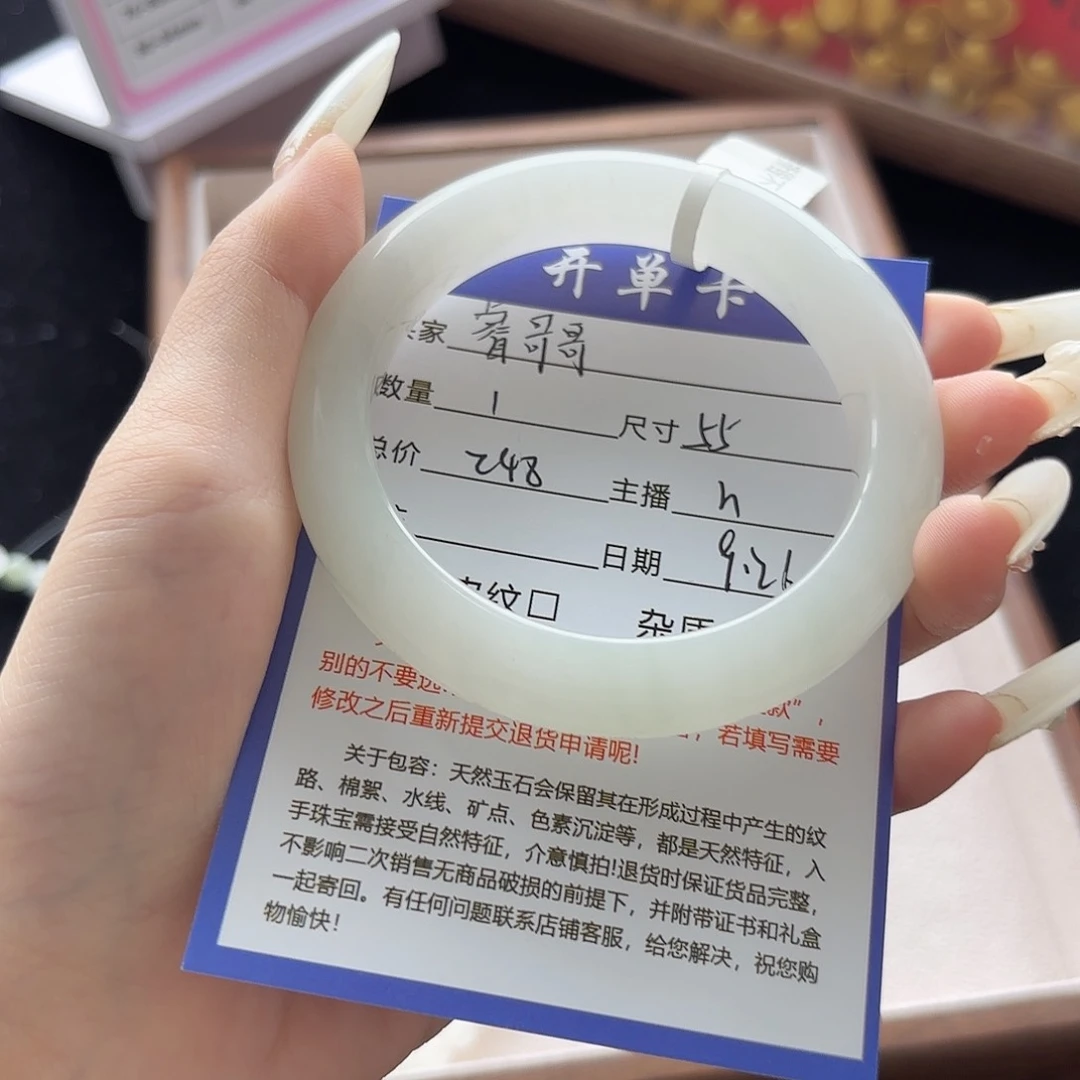 开单卡
家 哥哥
数量 1 尺寸 55
总价 248 主播 h
日期 9.26
纹□ 杂质
别的不要选
款”，
修改之后重新提交退货申请呢!
，若填写需要
关于包容：天然玉石会保留其在形成过程中产生的纹
路、棉絮、水线、矿点、色素沉淀等，都是天然特征，入
手珠宝需接受自然特征，介意慎拍!退货时保证货品完整，
不影响二次销售无商品破损的前提下，并附带证书和礼盒
一起寄回。有任何问题联系店铺客服，给您解决，祝您购
物愉快！